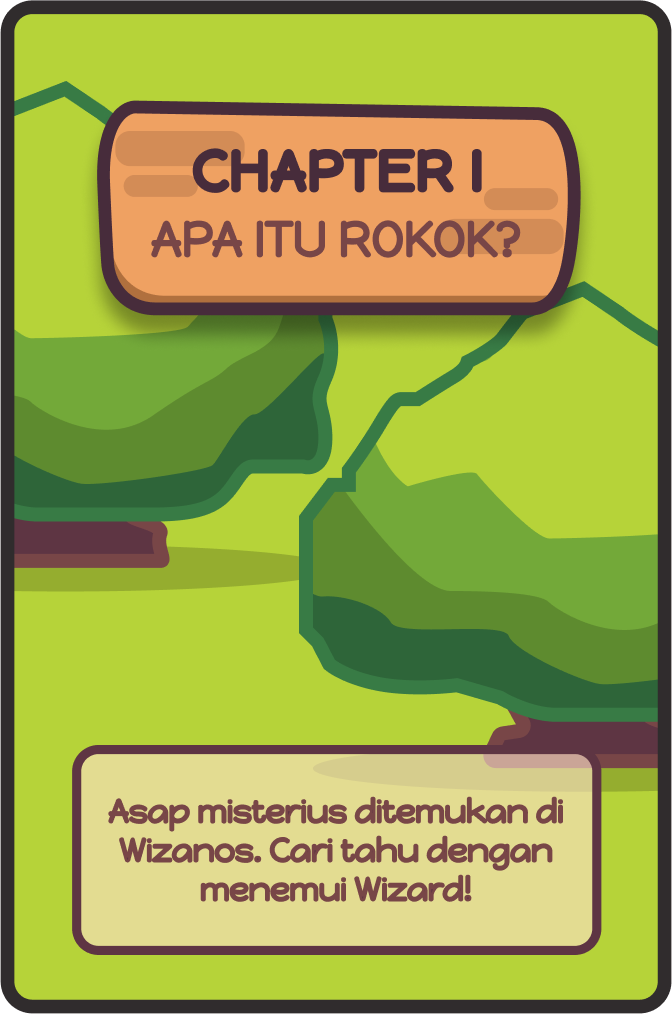 CHAPTER I
APA ITU ROKOK?
Asap misterius ditemukan di
Wizanos. Cari tahu dengan
menemui Wizard!